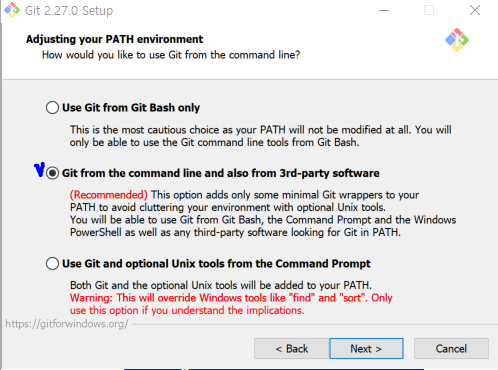 Git 2.27.0 Setup
Adjusting your PATH environment
How would you like to use Git from the command line?
Use Git from Git Bash only
This is the most cautious choice as your PATH will not be modified at all. You will
only be able to use the Git command line tools from Git Bash.
Git from the command line and also from 3rd-party software
(Recommended) This option adds only some minimal Git wrappers to your
PATH to avoid cluttering your environment with optional Unix tools.
You will be able to use Git from Git Bash, the Command Prompt and the Windows
PowerShell as well as any third-party software looking for Git in PATH.
Use Git and optional Unix tools from the Command Prompt
Both Git and the optional Unix tools will be added to your PATH.
Warning: This will override Windows tools like "find" and "sort". Only
use this option if you understand the implications.
https://gitforwindows.org/
< Back Next > Cancel